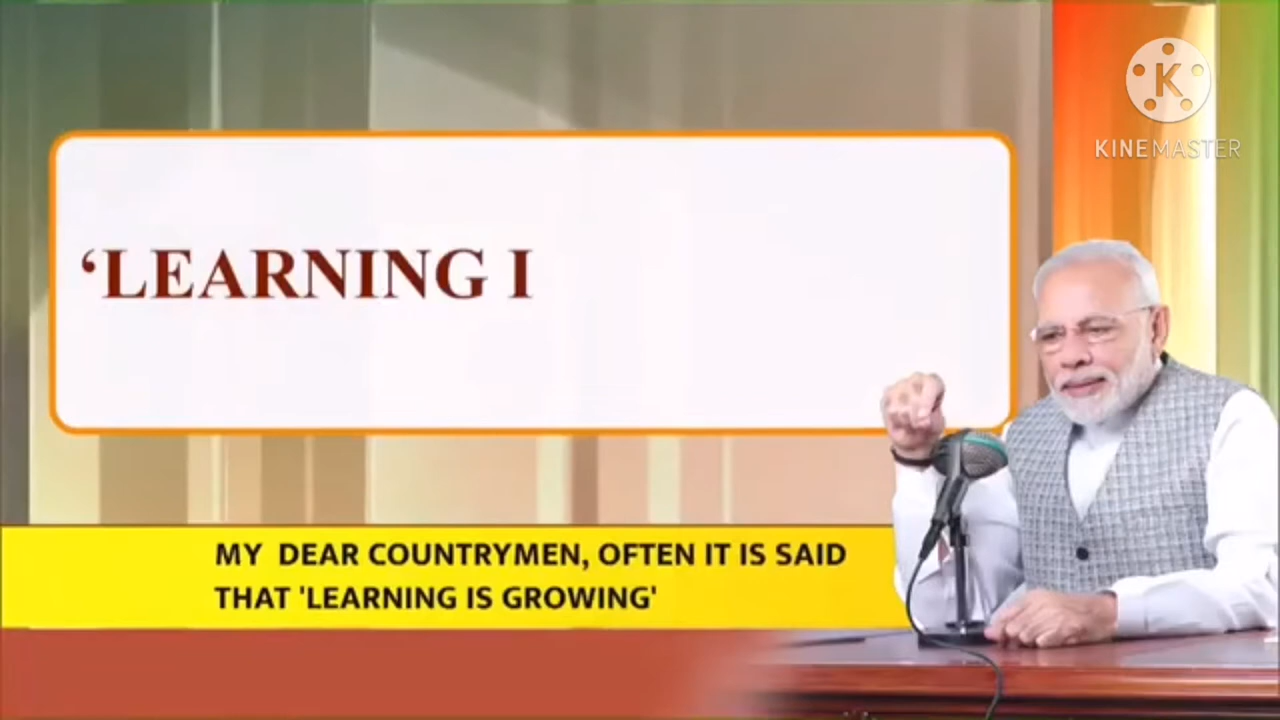 K
KINEMASTER
‘LEARNING I
MY DEAR COUNTRYMEN, OFTEN IT IS SAID
THAT 'LEARNING IS GROWING'